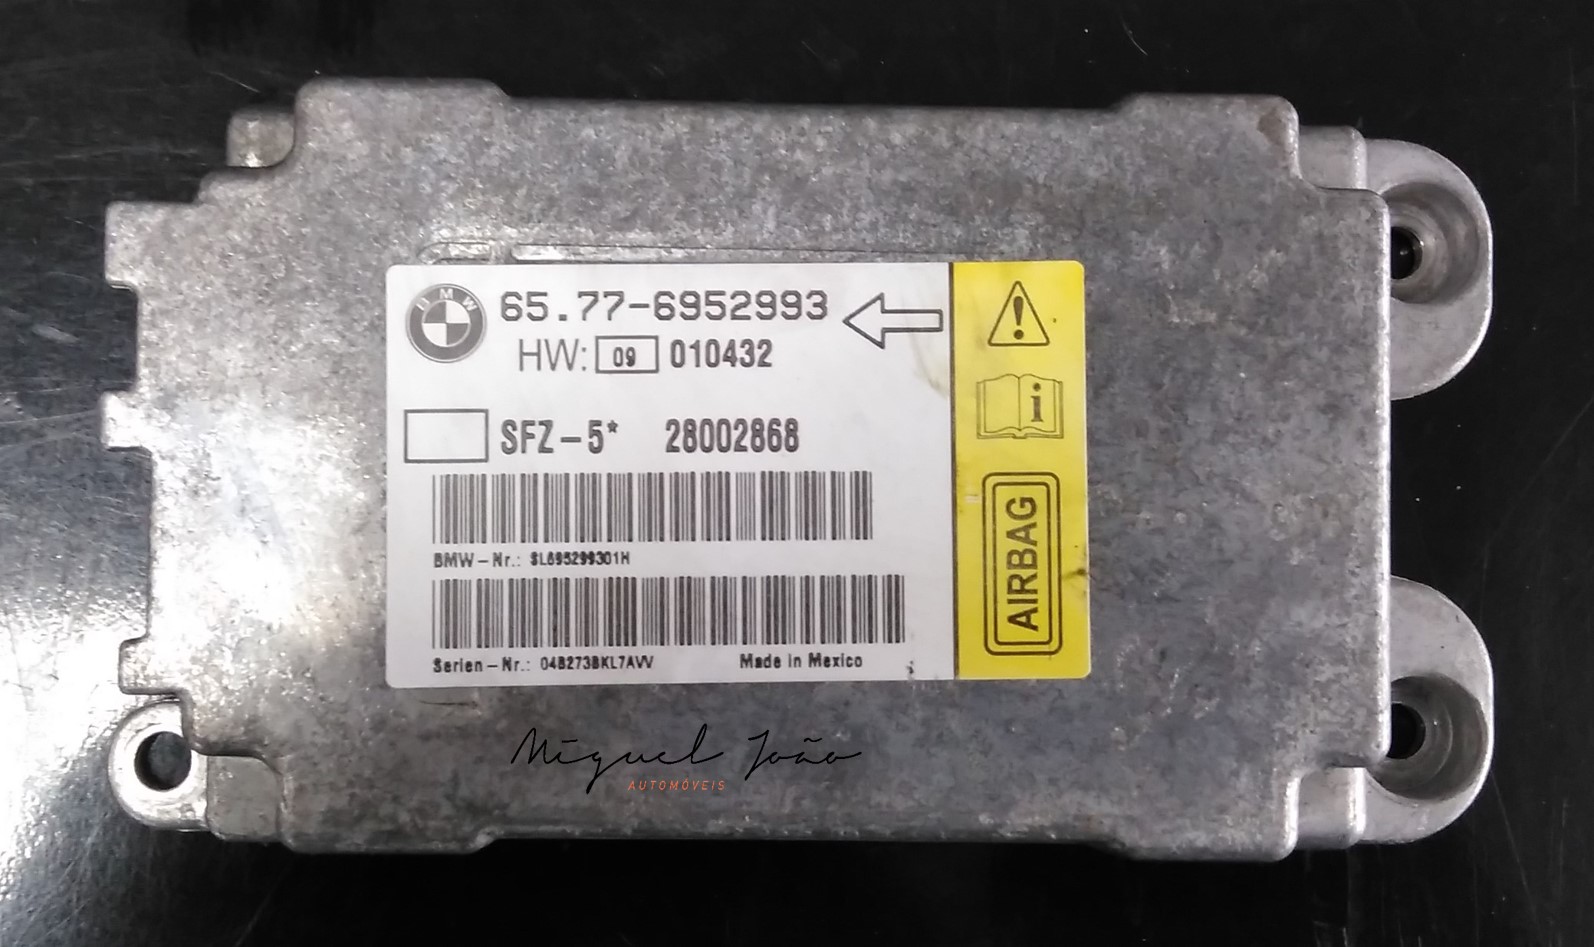 BMW
65.77-6952993
HW: 09 010432
SFZ-5* 28002868
BMW-Nr.: SL695299301H
Serien-Nr.: 04B273BKL7AVV
Made in Mexico
i
AIRBAG
Miguel João
AUTOMÓVEIS